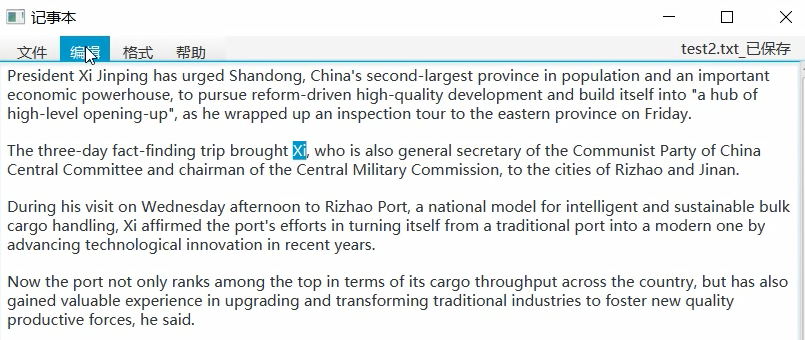 记事本
文件 编辑 格式 帮助 test2.txt_已保存
President Xi Jinping has urged Shandong, China's second-largest province in population and an important
economic powerhouse, to pursue reform-driven high-quality development and build itself into "a hub of
high-level opening-up", as he wrapped up an inspection tour to the eastern province on Friday.
The three-day fact-finding trip brought Xi, who is also general secretary of the Communist Party of China
Central Committee and chairman of the Central Military Commission, to the cities of Rizhao and Jinan.
During his visit on Wednesday afternoon to Rizhao Port, a national model for intelligent and sustainable bulk
cargo handling, Xi affirmed the port's efforts in turning itself from a traditional port into a modern one by
advancing technological innovation in recent years.
Now the port not only ranks among the top in terms of its cargo throughput across the country, but has also
gained valuable experience in upgrading and transforming traditional industries to foster new quality
productive forces, he said.